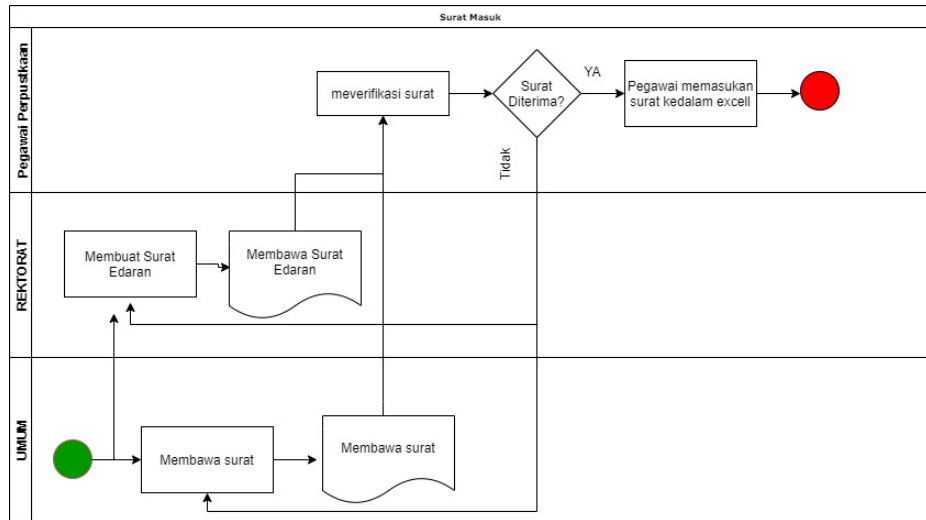 Surat Masuk
Pegawai Perpustkaan
meverifikasi surat
Surat
Diterima?
YA
Pegawai memasukan
surat kedalam excell
Tidak
REKTORAT
Membuat Surat
Edaran
Membawa Surat
Edaran
UMUM
Membawa surat
Membawa surat